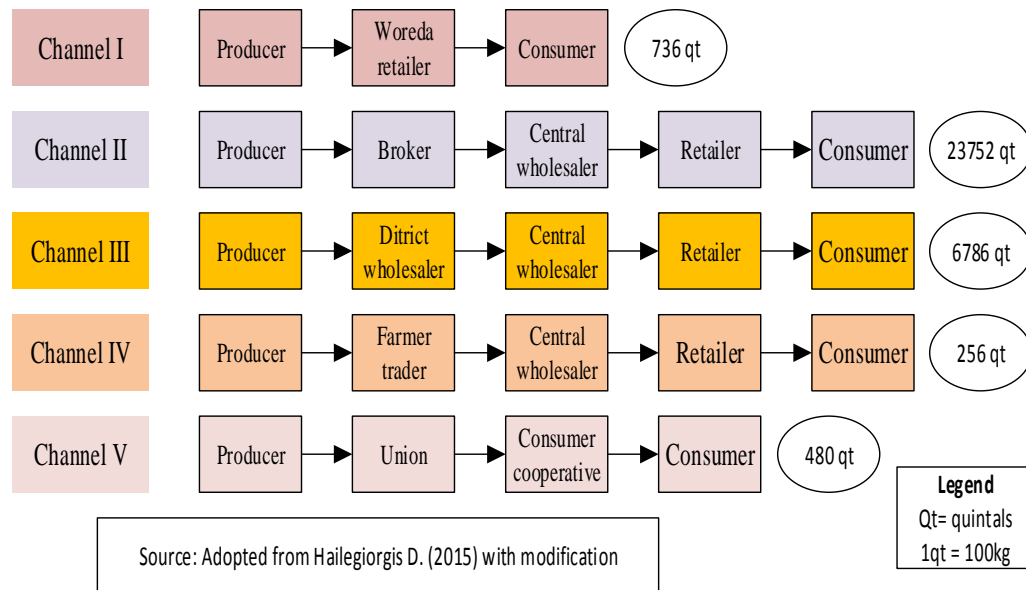 Channel I
Producer
Woreda
retailer
Consumer
736 qt
Channel II
Producer
Broker
Central
wholesaler
Retailer
Consumer
23752 qt
Channel III
Producer
Ditrict
wholesaler
Central
wholesaler
Retailer
Consumer
6786 qt
Channel IV
Producer
Farmer
trader
Central
wholesaler
Retailer
Consumer
256 qt
Channel V
Producer
Union
Consumer
cooperative
Consumer
480 qt
Legend
Qt= quintals
1qt = 100kg
Source: Adopted from Hailegiorgis D. (2015) with modification